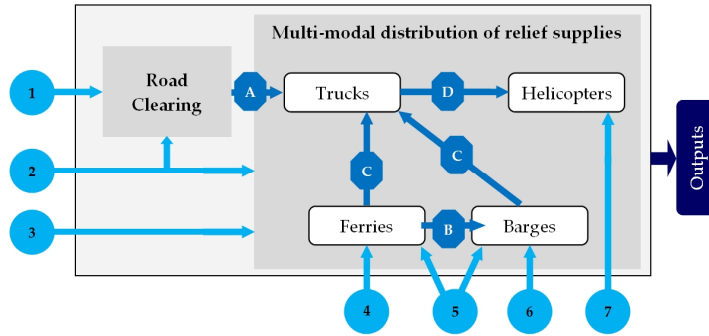 Multi-modal distribution of relief supplies
Road
Clearing
1
A
Trucks
D
Helicopters
2
C
C
Outputs
3
Ferries
B
Barges
4
5
6
7